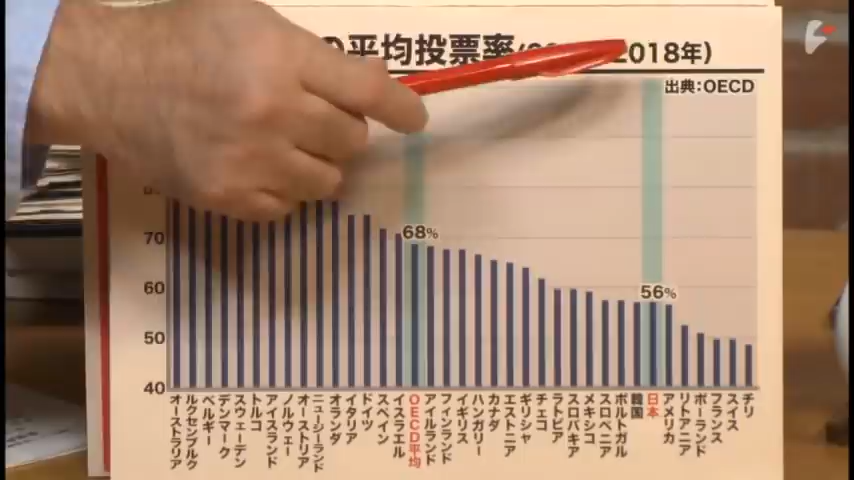 の平均投票率
2018年)
出典:OECD
70
68%
60
56%
50
40
オーストラリア
ルクセンブルク
ベルギー
デンマーク
スウェーデン
トルコ
アイスランド
ノルウェー
オーストリア
ニュージーランド
オランダ
イタリア
ドイツ
スペイン
イスラエル
OECD平均
アイルランド
フィンランド
イギリス
ハンガリー
カナダ
エストニア
ギリシャ
チェコ
ラトビア
スロバキア
メキシコ
スロベニア
ポルトガル
韓国
日本
アメリカ
リトアニア
ポーランド
フランス
スイス
チリ